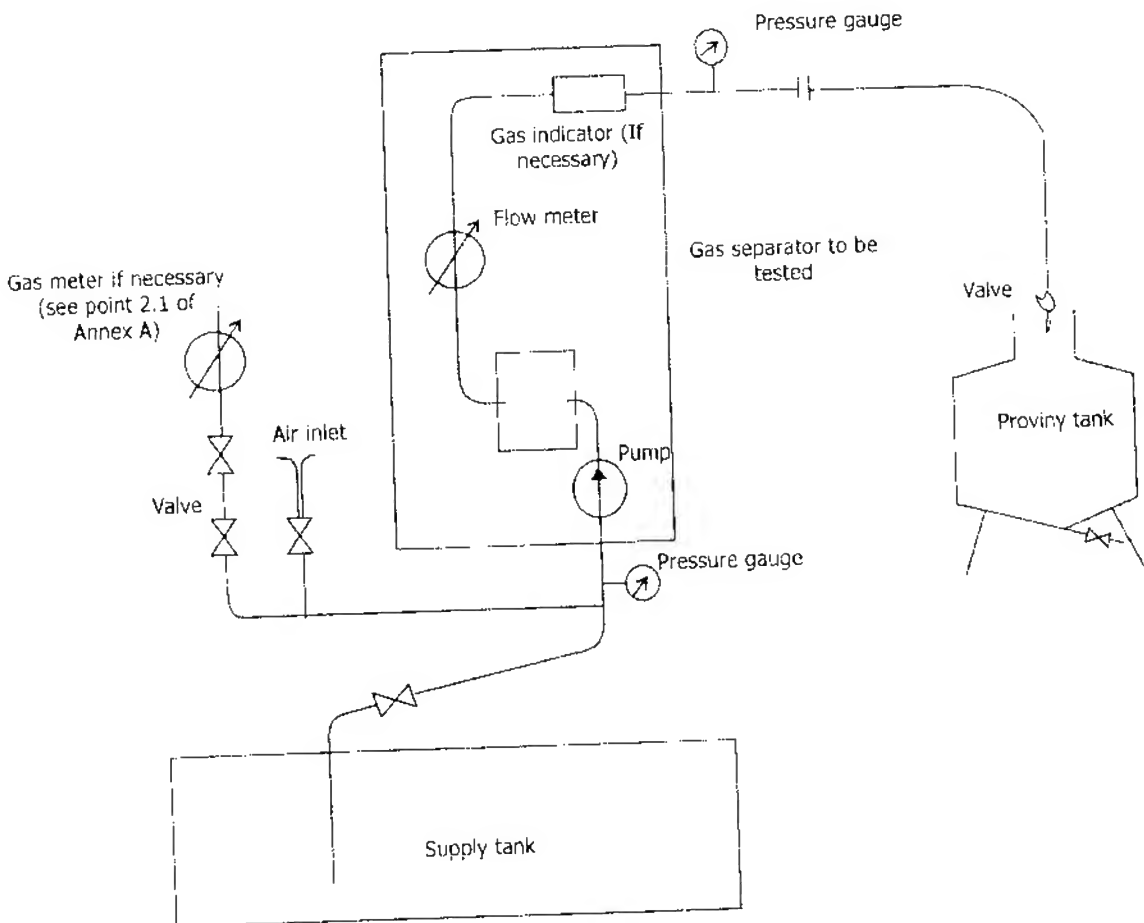 Pressure gauge
Gas indicator (If
necessary)
Flow meter
Gas separator to be
tested
Gas meter if necessary
(see point 2.1 of
Annex A)
Valve
Proviny tank
Air inlet
Pump
Valve
Pressure gauge
Supply tank